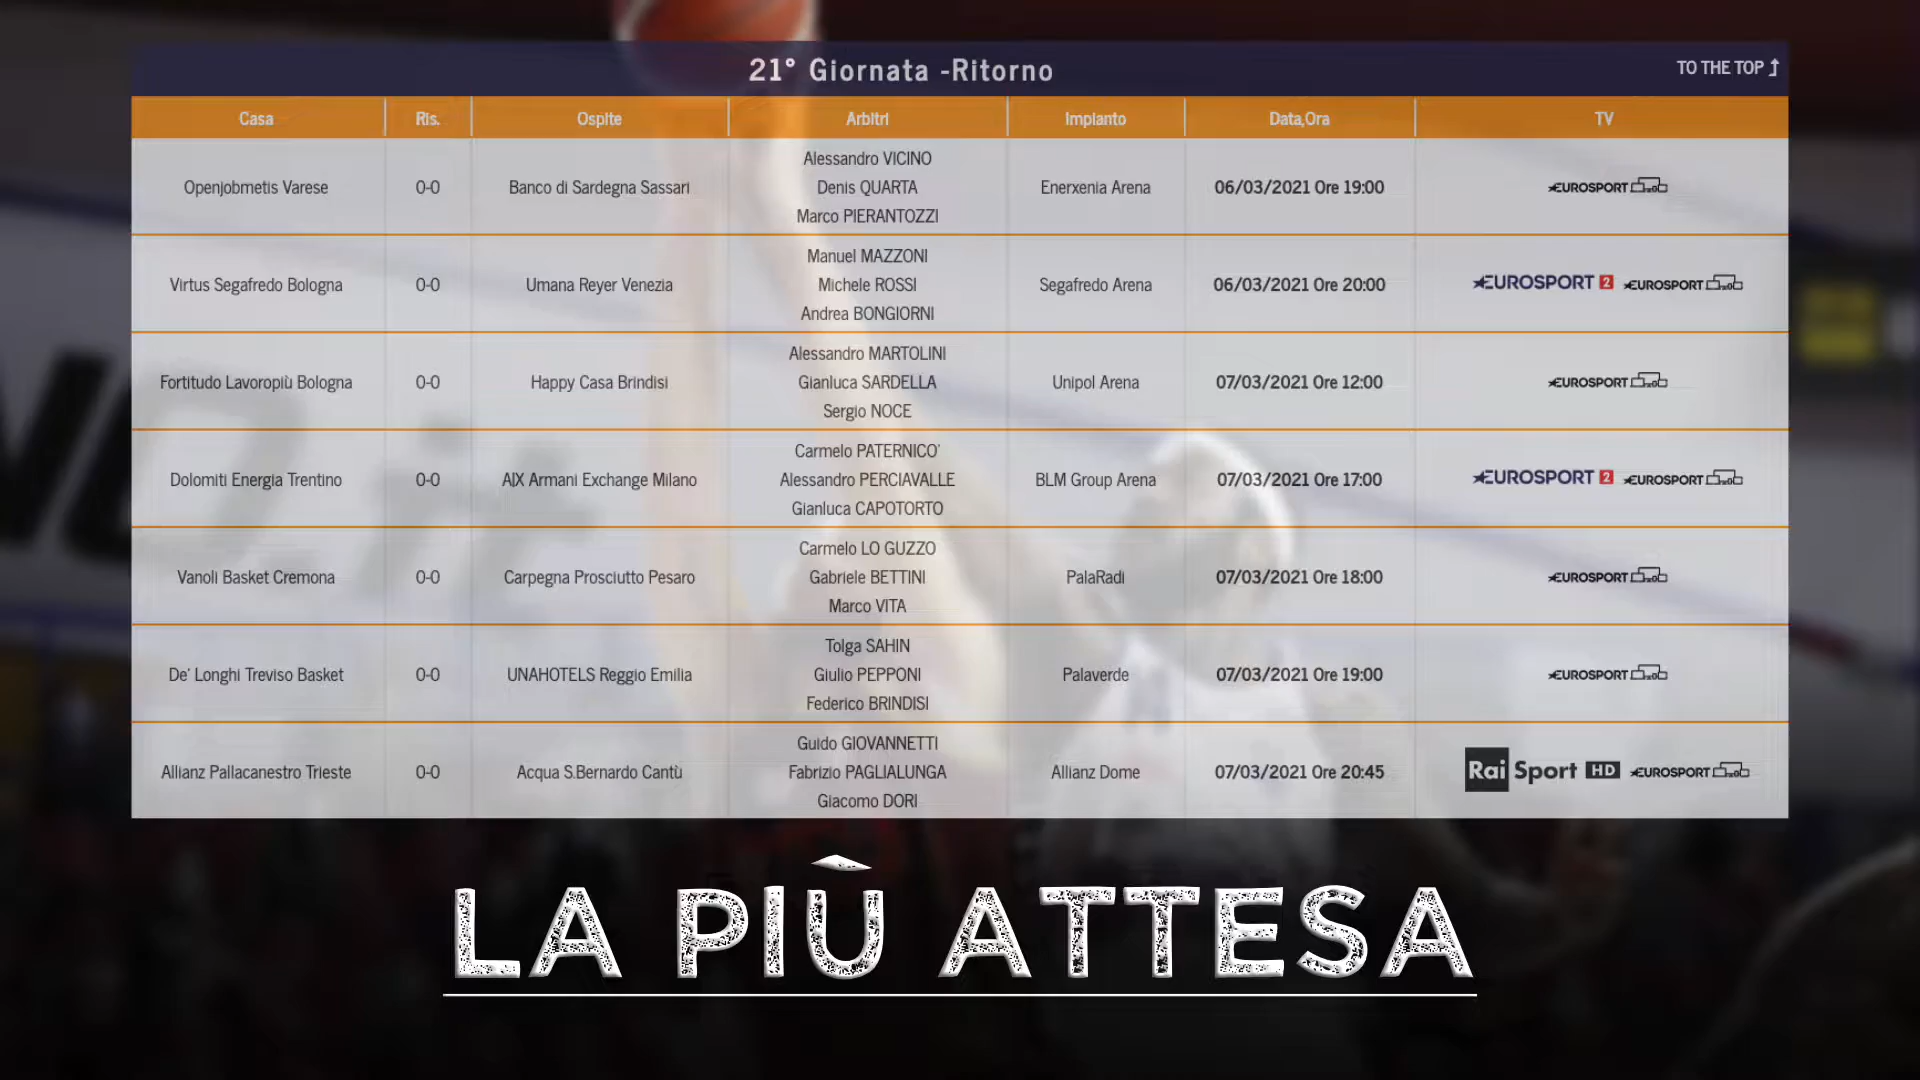 21° Giornata -Ritorno
TO THE TOP
Casa Ris. Ospite Arbitri Impianto Data,Ora TV
Alessandro VICINO
Openjobmetis Varese 0-0 Banco di Sardegna Sassari Denis QUARTA Enerxenia Arena 06/03/2021 Ore 19:00 EUROSPORT
Marco PIERANTOZZI
Manuel MAZZONI
Virtus Segafredo Bologna 0-0 Umana Reyer Venezia Michele ROSSI Segafredo Arena 06/03/2021 Ore 20:00 EUROSPORT 2 EUROSPORT
Andrea BONGIORNI
Alessandro MARTOLINI
Fortitudo Lavoropiù Bologna 0-0 Happy Casa Brindisi Gianluca SARDELLA Unipol Arena 07/03/2021 Ore 12:00 EUROSPORT
Sergio NOCE
Carmelo PATERNICO'
Dolomiti Energia Trentino 0-0 A|X Armani Exchange Milano Alessandro PERCIAVALLE BLM Group Arena 07/03/2021 Ore 17:00 EUROSPORT 2 EUROSPORT
Gianluca CAPOTORTO
Carmelo LO GUZZO
Vanoli Basket Cremona 0-0 Carpegna Prosciutto Pesaro Gabriele BETTINI PalaRadi 07/03/2021 Ore 18:00 EUROSPORT
Marco VITA
Tolga SAHIN
De' Longhi Treviso Basket 0-0 UNAHOTELS Reggio Emilia Giulio PEPPONI Palaverde 07/03/2021 Ore 19:00 EUROSPORT
Federico BRINDISI
Guido GIOVANNETTI
Allianz Pallacanestro Trieste 0-0 Acqua S.Bernardo Cantù Fabrizio PAGLIALUNGA Allianz Dome 07/03/2021 Ore 20:45 Rai Sport HD EUROSPORT
Giacomo DORI
LA PIÙ ATTESA